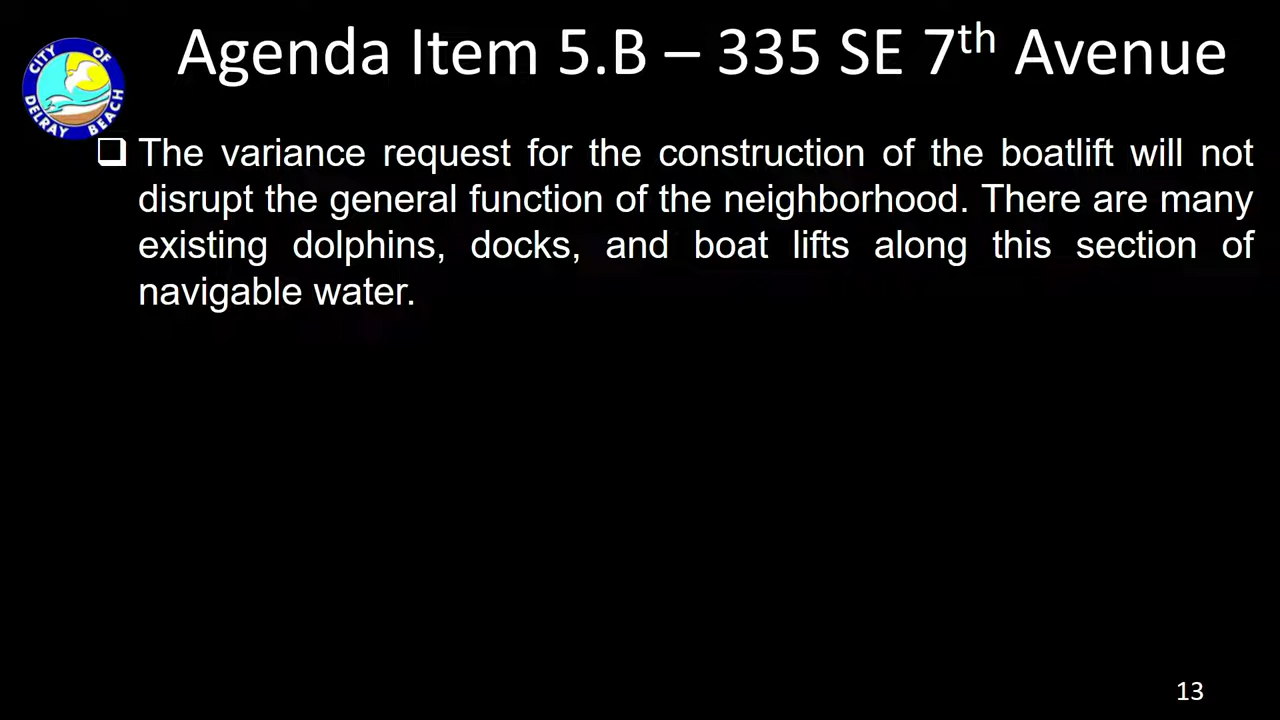 CITY OF
DELRAY BEACH
Agenda Item 5.B – 335 SE 7th Avenue
❑ The variance request for the construction of the boatlift will not
disrupt the general function of the neighborhood. There are many
existing dolphins, docks, and boat lifts along this section of
navigable water.
13